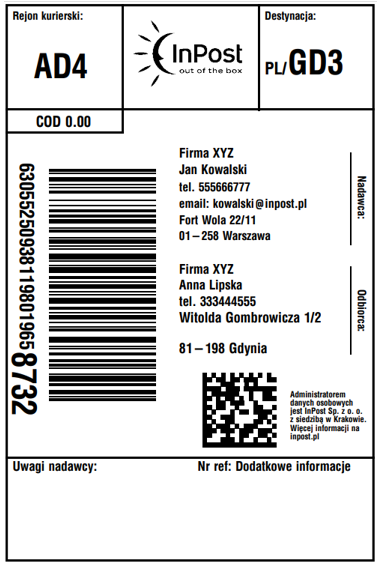 Rejon kurierski:
AD4
InPost
out of the box
Destynacja:
PL/GD3
COD 0.00
630552509381198019658732
Firma XYZ
Jan Kowalski
tel. 555666777
email: kowalski@inpost.pl
Fort Wola 22/11
01–258 Warszawa
Nadawca:
Firma XYZ
Anna Lipska
tel. 333444555
Witolda Gombrowicza 1/2
81–198 Gdynia
Odbiorca:
Administratorem
danych osobowych
jest InPost Sp. z o. o.
z siedzibą w Krakowie.
Więcej informacji na
inpost.pl
Uwagi nadawcy:
Nr ref: Dodatkowe informacje